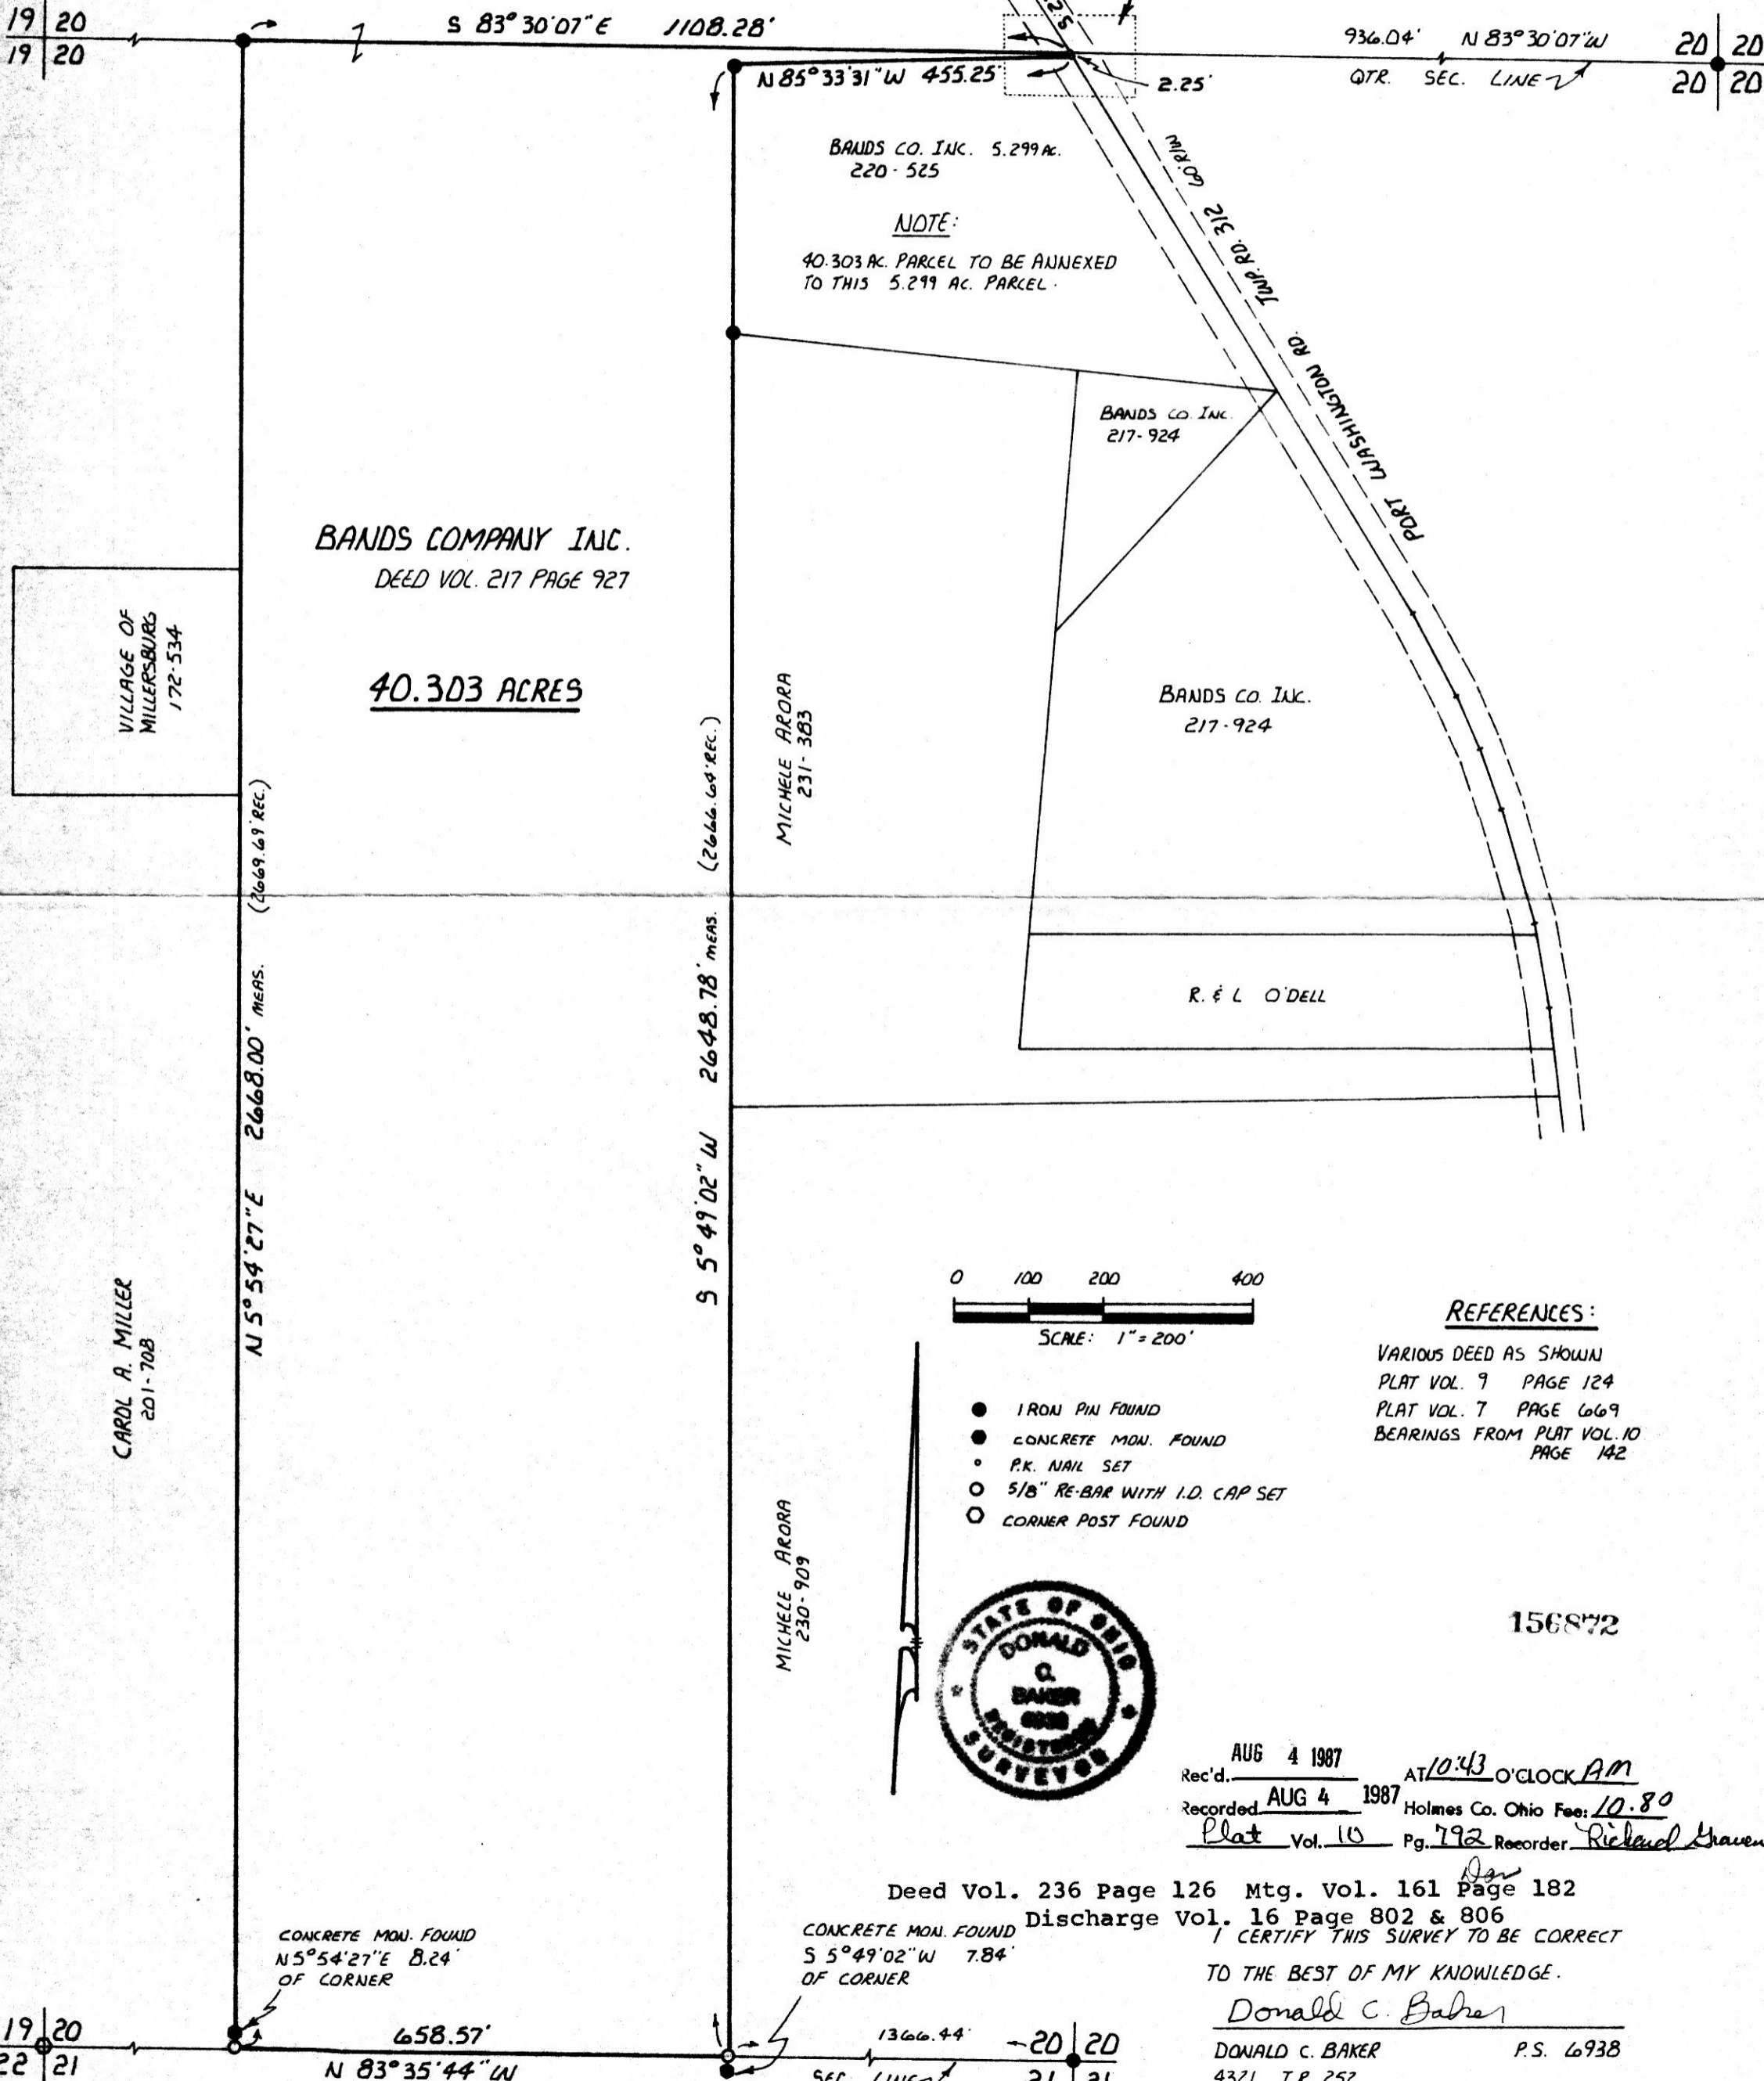 19 20
19 20
S 83° 30' 07" E 1108.28'
936.04' N 83° 30' 07" W
QTR. SEC. LINE
20 20
20 20
N 85° 33' 31" W 455.25'
2.25'
BANDS CO. INC. 5.299 AC.
220-525
NOTE:
40.303 AC. PARCEL TO BE ANNEXED
TO THIS 5.299 AC. PARCEL.
PORT WASHINGTON RD. TWP. RD. 312 60' R/W
BANDS CO. INC.
217-924
BANDS COMPANY INC.
DEED VOL. 217 PAGE 927
40.303 ACRES
VILLAGE OF
MILLERSBURG
172-534
MICHELE ARORA
231-383
BANDS CO. INC.
217-924
R. & L O'DELL
N 5° 54' 27" E 2668.00' MEAS. (2669.69' REC.)
S 5° 49' 02" W 2648.78' MEAS. (2666.64' REC.)
CAROL A. MILLER
201-708
MICHELE ARORA
230-909
0 100 200 400
SCALE: 1" = 200'
IRON PIN FOUND
CONCRETE MON. FOUND
P.K. NAIL SET
5/8" RE-BAR WITH I.D. CAP SET
CORNER POST FOUND
REFERENCES:
VARIOUS DEED AS SHOWN
PLAT VOL. 9 PAGE 124
PLAT VOL. 7 PAGE 669
BEARINGS FROM PLAT VOL. 10
PAGE 142
STATE OF OHIO
DONALD
C.
BAKER
6938
REGISTERED
SURVEYOR
156872
Rec'd. AUG 4 1987 AT 10:43 O'CLOCK AM
Recorded AUG 4 1987 Holmes Co. Ohio Fee: 10.80
Plat Vol. 10 Pg. 792 Recorder Richard Graven
Deed Vol. 236 Page 126 Mtg. Vol. 161 Page 182
Discharge Vol. 16 Page 802 & 806
CONCRETE MON. FOUND
N 5° 54' 27" E 8.24'
OF CORNER
CONCRETE MON. FOUND
S 5° 49' 02" W 7.84'
OF CORNER
I CERTIFY THIS SURVEY TO BE CORRECT
TO THE BEST OF MY KNOWLEDGE.
Donald C. Baker
DONALD C. BAKER P.S. 6938
4321 T.R. 252
19 20
22 21
658.57'
N 83° 35' 44" W
1366.44'
SEC. LINE
20 20
21 21